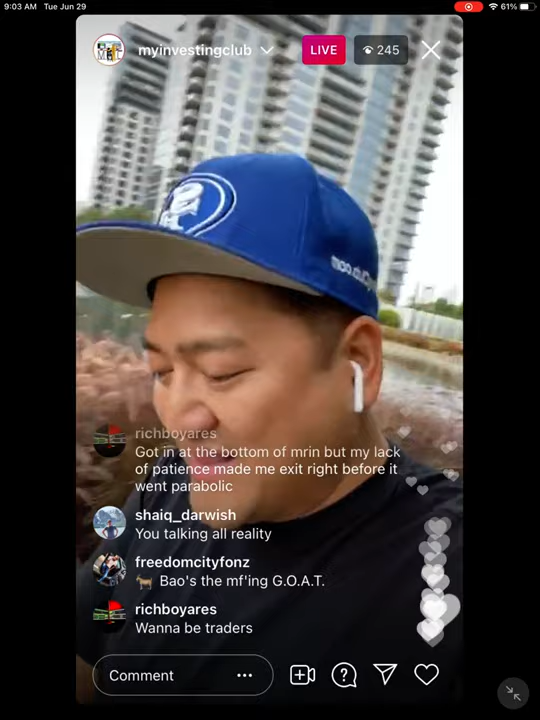 9:03 AM Tue Jun 29
61%
myinvestingclub
LIVE
245
richboyares
Got in at the bottom of mrin but my lack
of patience made me exit right before it
went parabolic
shaiq_darwish
You talking all reality
freedomcityfonz
🐐 Bao's the mf'ing G.O.A.T.
richboyares
Wanna be traders
Comment